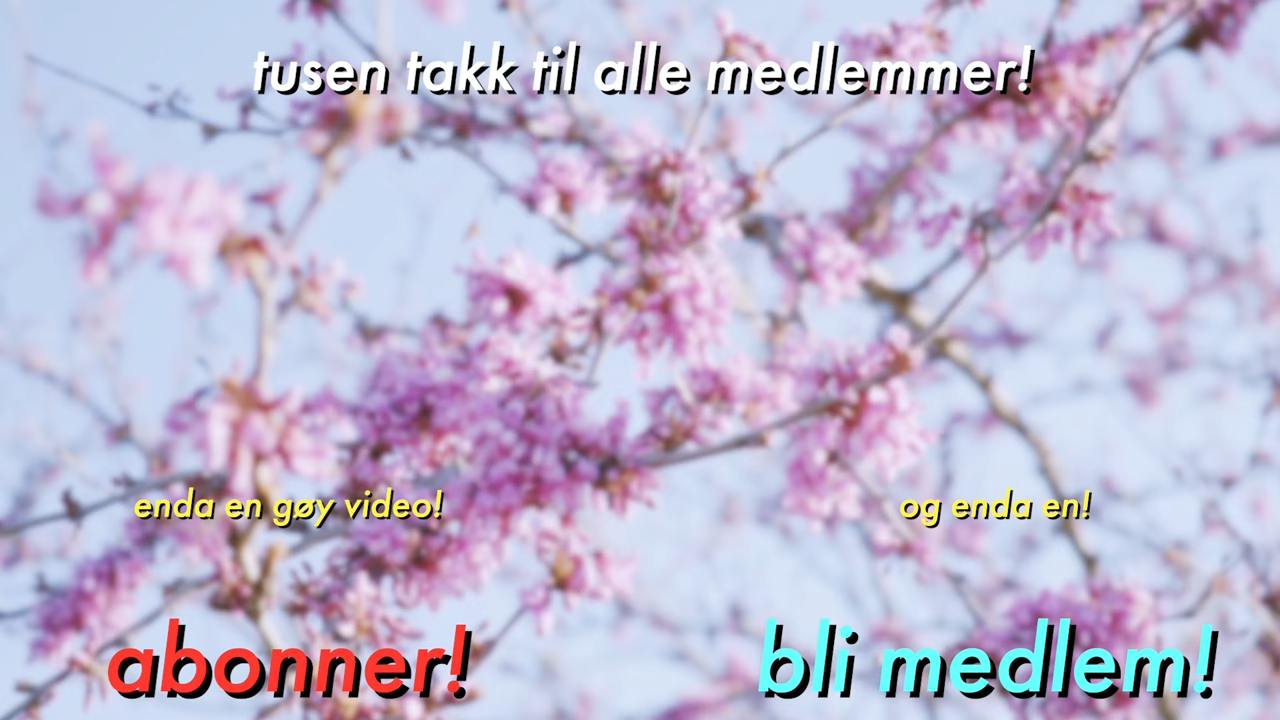 tusen takk til alle medlemmer!
enda en gøy video!
og enda en!
abonner!
bli medlem!